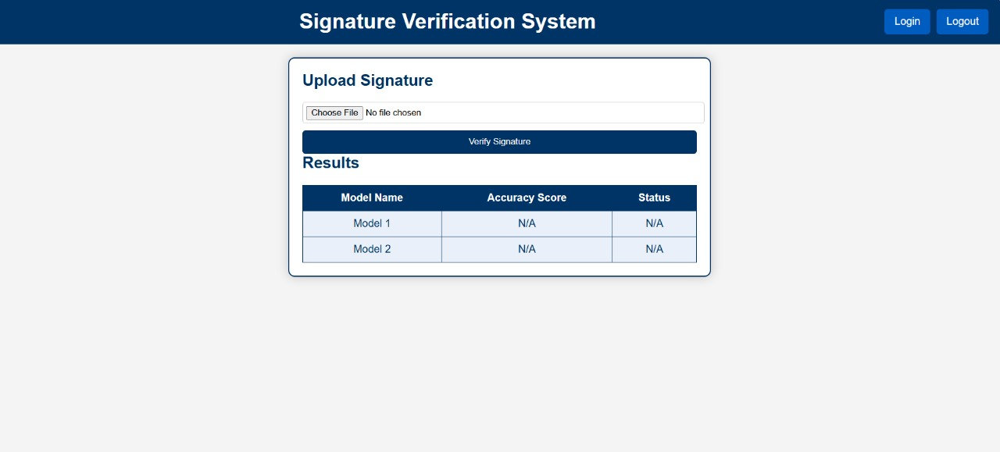 Signature Verification System
Login Logout
Upload Signature
Choose File No file chosen
Verify Signature
Results
Model Name Accuracy Score Status
Model 1 N/A N/A
Model 2 N/A N/A